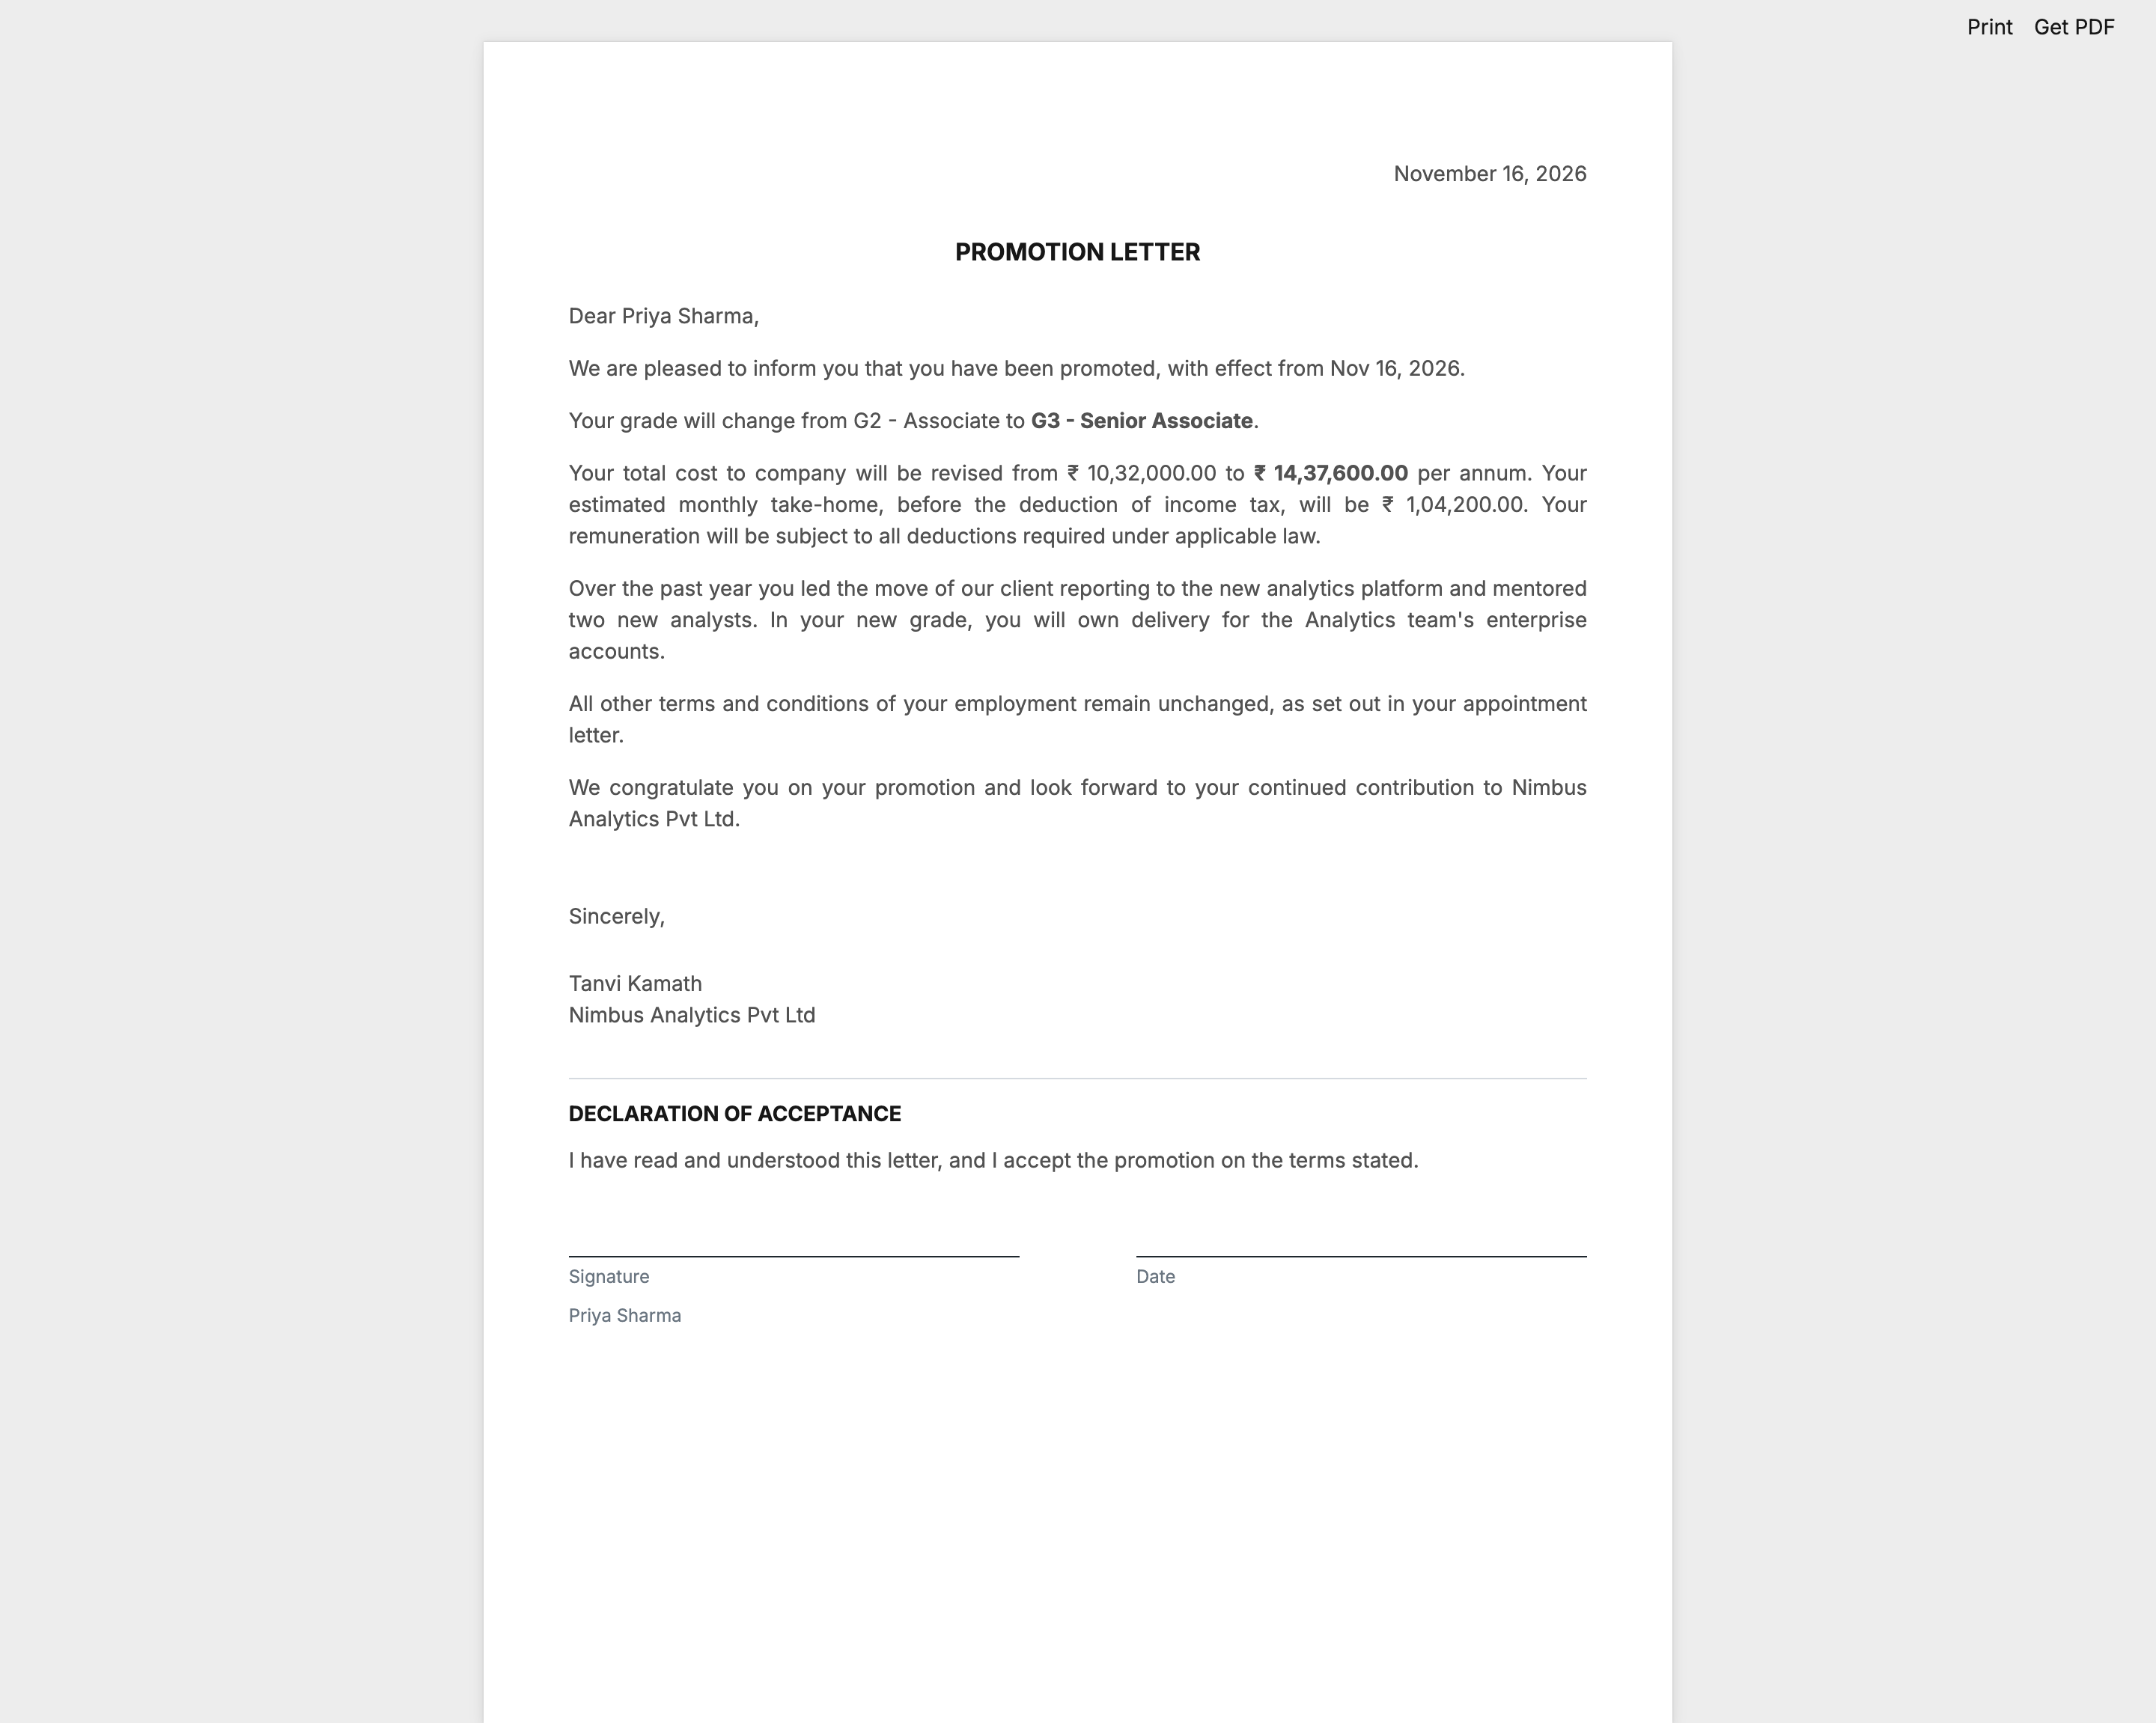 Print Get PDF
November 16, 2026
PROMOTION LETTER
Dear Priya Sharma,
We are pleased to inform you that you have been promoted, with effect from Nov 16, 2026.
Your grade will change from G2 - Associate to G3 - Senior Associate.
Your total cost to company will be revised from ₹ 10,32,000.00 to ₹ 14,37,600.00 per annum. Your
estimated monthly take-home, before the deduction of income tax, will be ₹ 1,04,200.00. Your
remuneration will be subject to all deductions required under applicable law.
Over the past year you led the move of our client reporting to the new analytics platform and mentored
two new analysts. In your new grade, you will own delivery for the Analytics team's enterprise
accounts.
All other terms and conditions of your employment remain unchanged, as set out in your appointment
letter.
We congratulate you on your promotion and look forward to your continued contribution to Nimbus
Analytics Pvt Ltd.
Sincerely,
Tanvi Kamath
Nimbus Analytics Pvt Ltd
DECLARATION OF ACCEPTANCE
I have read and understood this letter, and I accept the promotion on the terms stated.
Signature Date
Priya Sharma